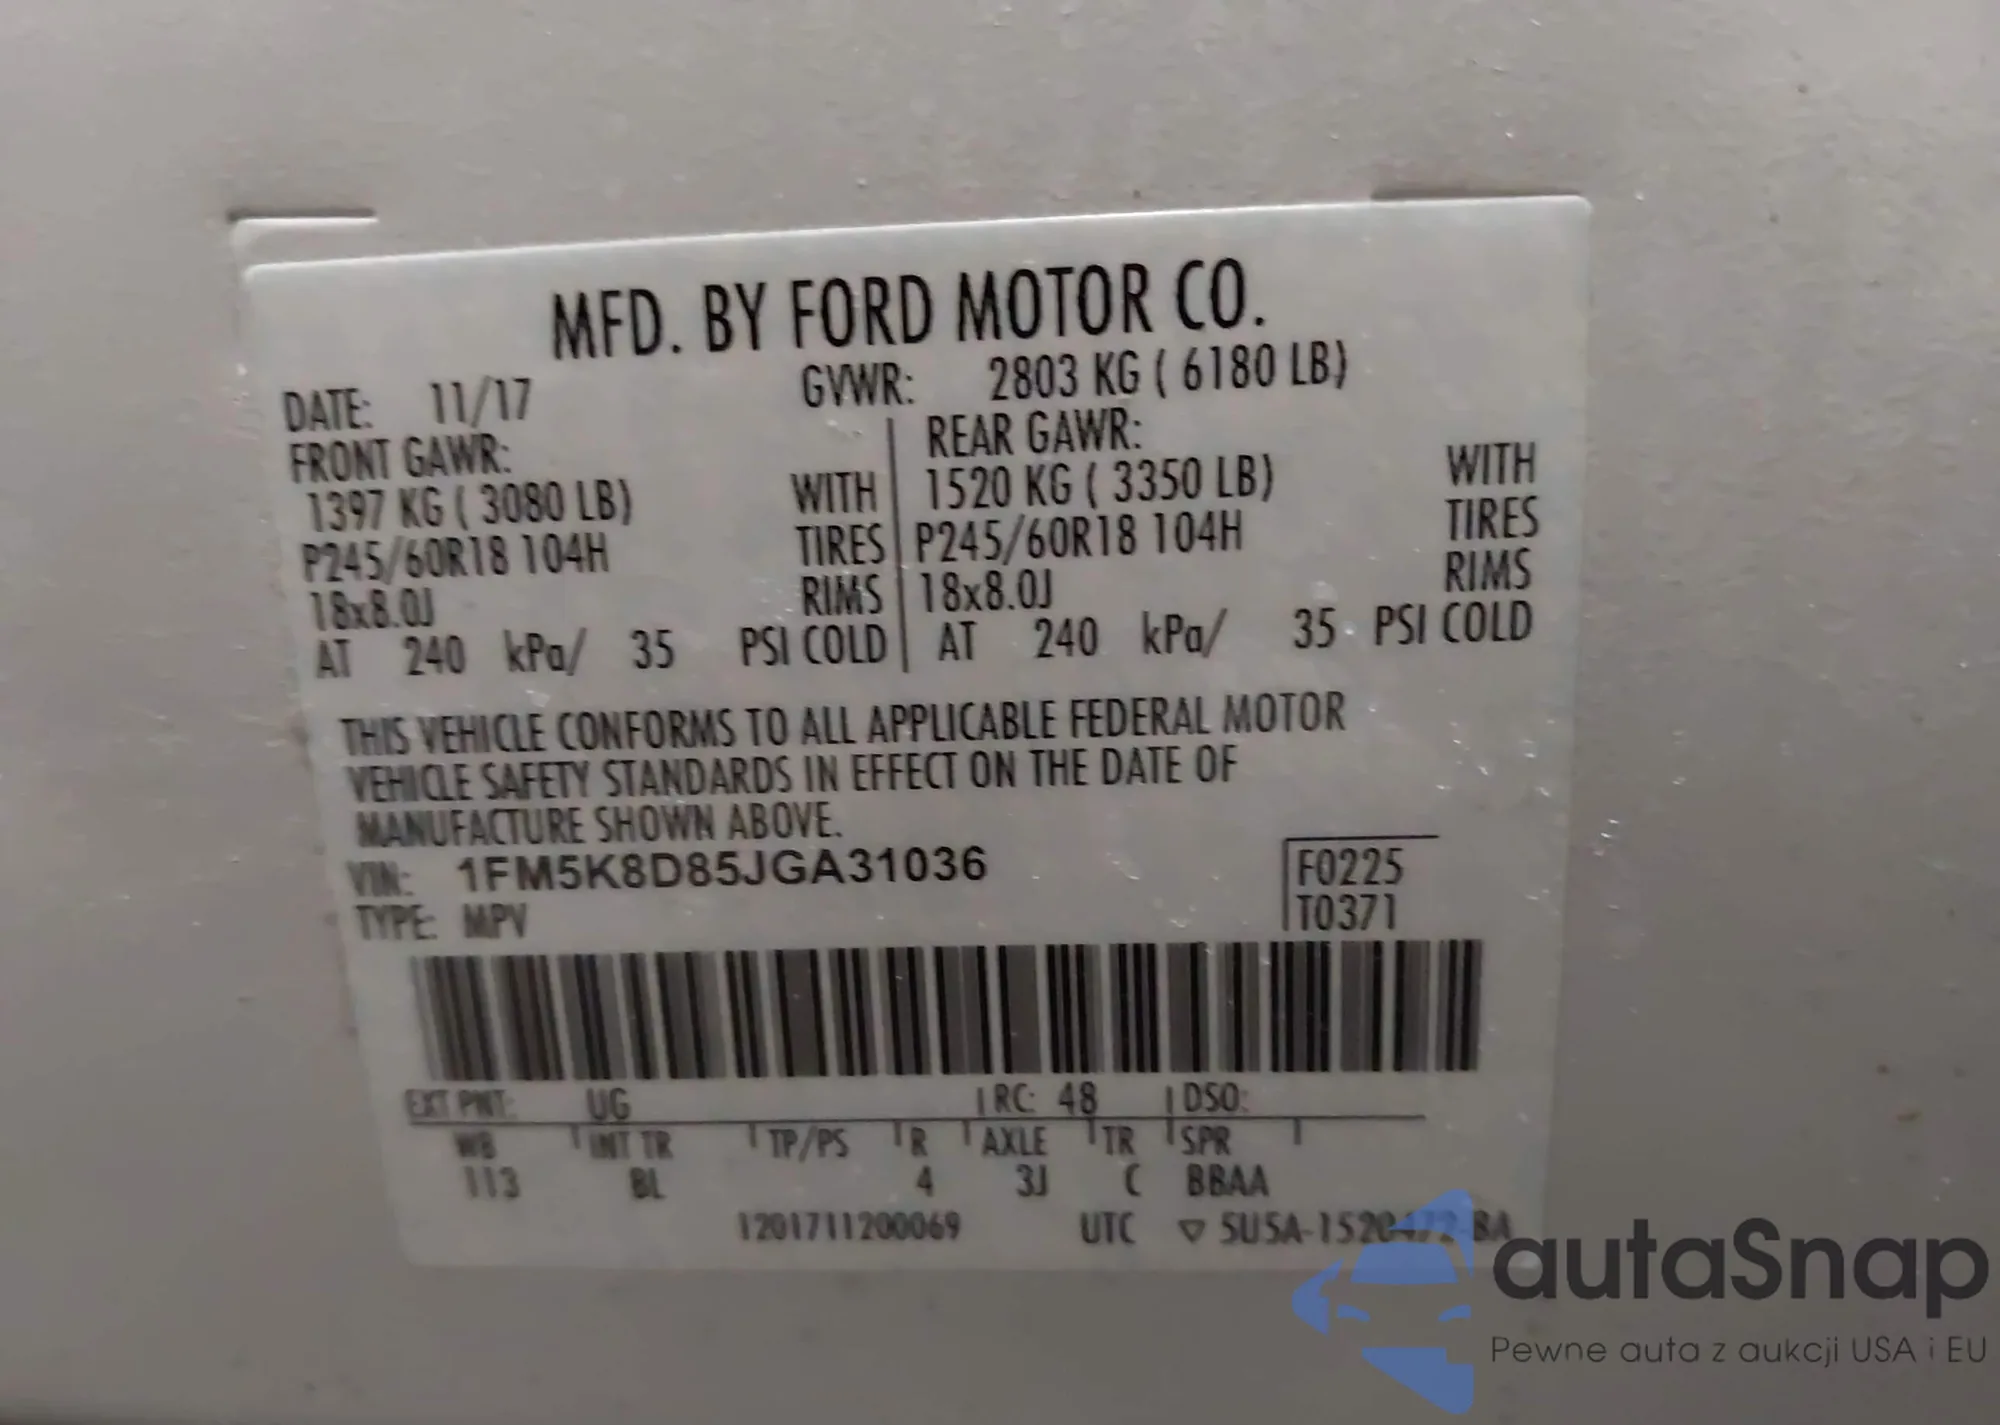 MFD. BY FORD MOTOR CO.
DATE: 11/17 GVWR: 2803 KG ( 6180 LB)
FRONT GAWR: REAR GAWR:
1397 KG ( 3080 LB) WITH 1520 KG ( 3350 LB) WITH
P245/60R18 104H TIRES P245/60R18 104H TIRES
18x8.0J RIMS 18x8.0J RIMS
AT 240 kPa/ 35 PSI COLD AT 240 kPa/ 35 PSI COLD
THIS VEHICLE CONFORMS TO ALL APPLICABLE FEDERAL MOTOR
VEHICLE SAFETY STANDARDS IN EFFECT ON THE DATE OF
MANUFACTURE SHOWN ABOVE.
VIN: 1FM5K8D85JGA31036 F0225
TYPE: MPV T0371
EXT PNT: UG RC: 48 DSO:
WB INT TR TP/PS R AXLE TR SPR
113 BL 4 3J C BBAA
1201711200069 UTC ▽ 5U5A-1520472-BA
autaSnap
Pewne auta z aukcji USA i EU